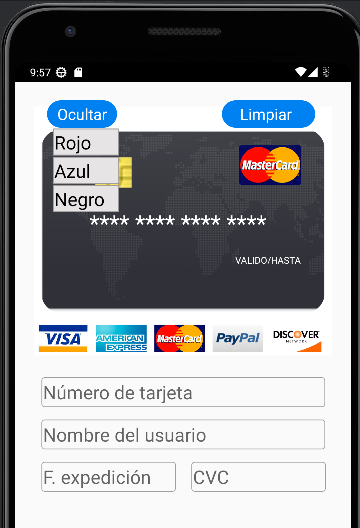 9:57
Ocultar
Limpiar
Rojo
Azul
Negro
MasterCard
**** **** **** ****
VALIDO/HASTA
VISA
AMERICAN EXPRESS
MasterCard
PayPal
DISCOVER
NETWORK
Número de tarjeta
Nombre del usuario
F. expedición
CVC